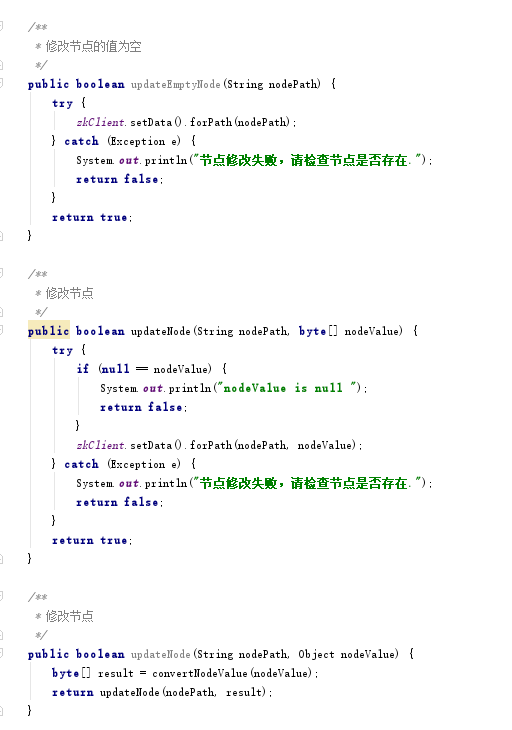 /**
 * 修改节点的值为空
 */
public boolean updateEmptyNode(String nodePath) {
    try {
        zkClient.setData().forPath(nodePath);
    } catch (Exception e) {
        System.out.println("节点修改失败，请检查节点是否存在.");
        return false;
    }
    return true;
}
/**
 * 修改节点
 */
public boolean updateNode(String nodePath, byte[] nodeValue) {
    try {
        if (null == nodeValue) {
            System.out.println("nodeValue is null ");
            return false;
        }
        zkClient.setData().forPath(nodePath, nodeValue);
    } catch (Exception e) {
        System.out.println("节点修改失败，请检查节点是否存在.");
        return false;
    }
    return true;
}
/**
 * 修改节点
 */
public boolean updateNode(String nodePath, Object nodeValue) {
    byte[] result = convertNodeValue(nodeValue);
    return updateNode(nodePath, result);
}